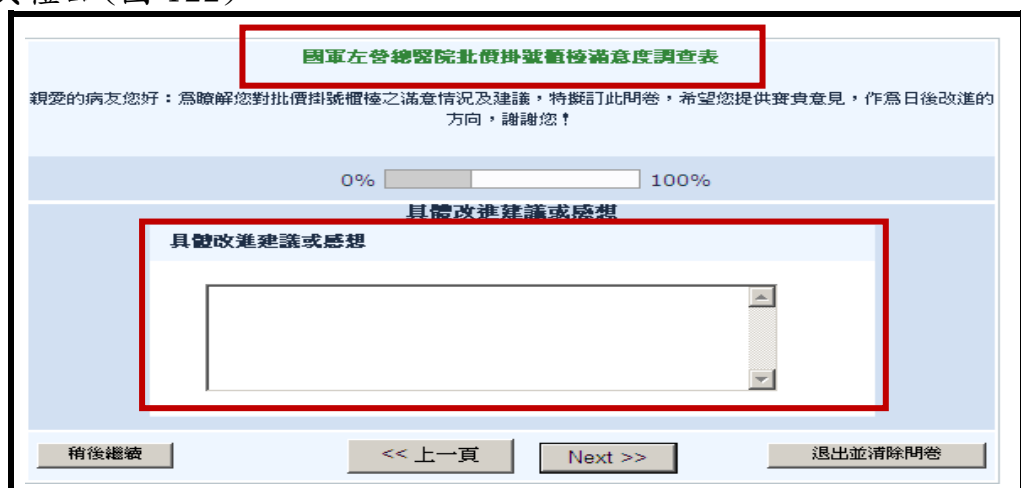 國軍左營總醫院批價掛號櫃檯滿意度調查表
親愛的病友您好：為瞭解您對批價掛號櫃檯之滿意情況及建議，特擬訂此問卷，希望您提供寶貴意見，作為日後改進的
方向，謝謝您！
0% 100%
具體改進建議或感想
具體改進建議或感想
稍後繼續 << 上一頁 Next >> 退出並清除問卷